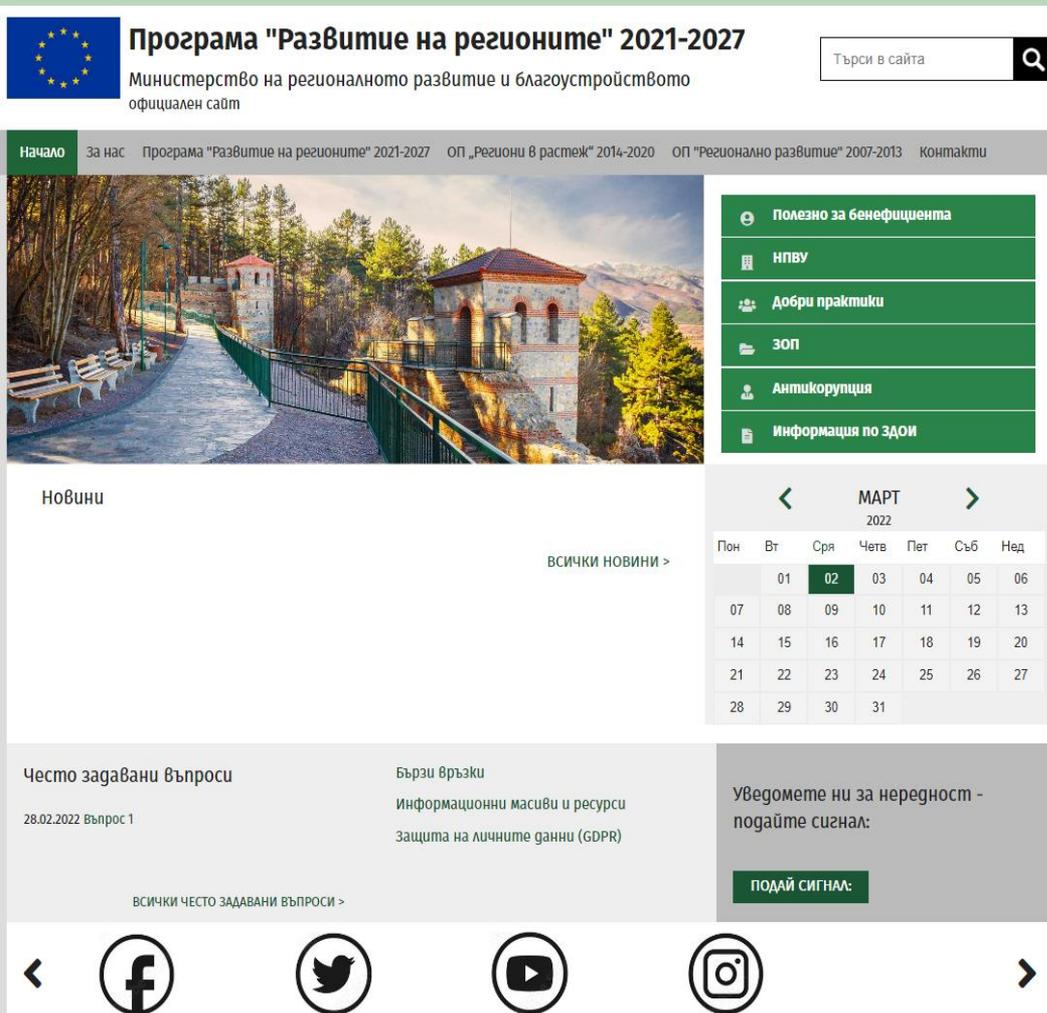 Програма "Развитие на регионите" 2021-2027
Министерство на регионалното развитие и благоустройството
официален сайт
Търси в сайта
Начало За нас Програма "Развитие на регионите" 2021-2027 ОП „Региони в растеж“ 2014-2020 ОП "Регионално развитие" 2007-2013 Контакти
Полезно за бенефициента
НПВУ
Добри практики
ЗОП
Антикорупция
Информация по ЗДОИ
Новини
ВСИЧКИ НОВИНИ >
МАРТ
2022
Пон Вт Сря Четв Пет Съб Нед
01 02 03 04 05 06
07 08 09 10 11 12 13
14 15 16 17 18 19 20
21 22 23 24 25 26 27
28 29 30 31
Често задавани въпроси
28.02.2022 Въпрос 1
ВСИЧКИ ЧЕСТО ЗАДАВАНИ ВЪПРОСИ >
Бързи връзки
Информационни масиви и ресурси
Защита на личните данни (GDPR)
Уведомете ни за нередност -
подайте сигнал:
ПОДАЙ СИГНАЛ: